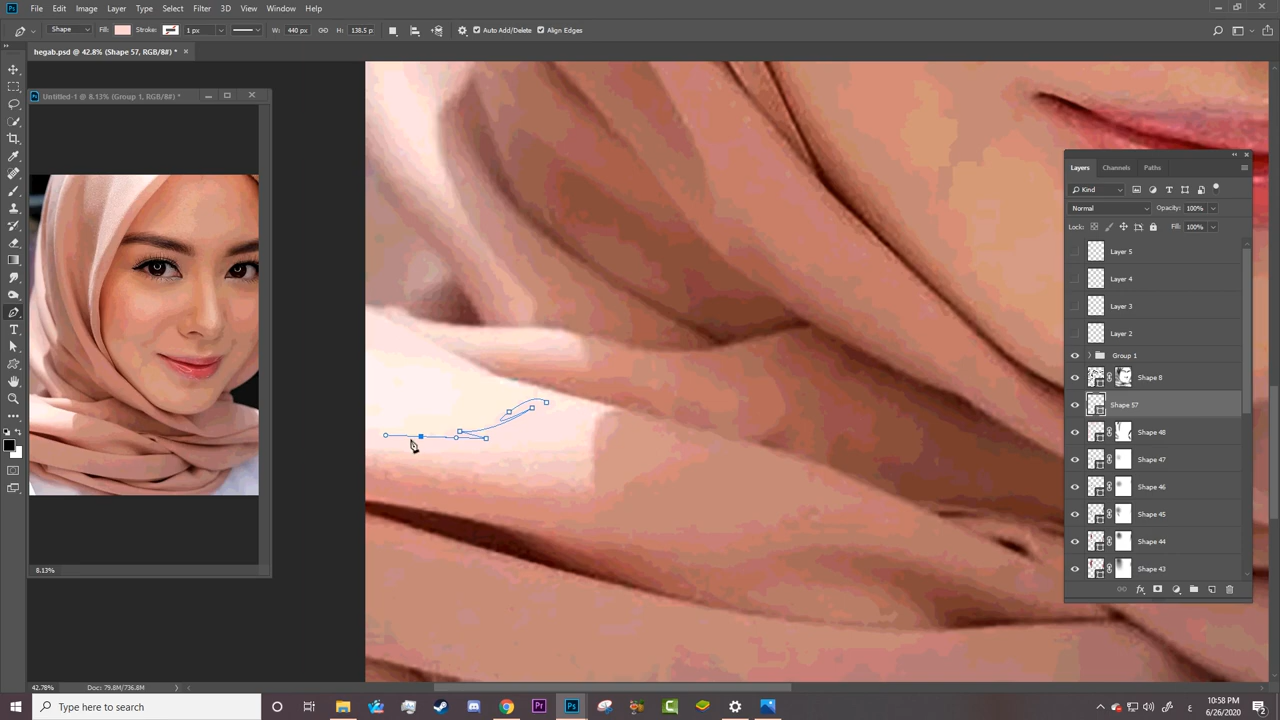 File Edit Image Layer Type Select Filter 3D View Window Help
Shape Fill: Stroke: 1 px W: 440 px H: 138.5 p Auto Add/Delete Align Edges
hegab.psd @ 42.8% (Shape 57, RGB/8#) *
Untitled-1 @ 8.13% (Group 1, RGB/8#) *
8.13%
Layers Channels Paths
Kind
Normal Opacity: 100%
Lock: Fill: 100%
Layer 5
Layer 4
Layer 3
Layer 2
Group 1
Shape 8
Shape 57
Shape 48
Shape 47
Shape 46
Shape 45
Shape 44
Shape 43
fx
42.78% Doc: 79.8M/736.8M
Type here to search
10:58 PM
6/26/2020